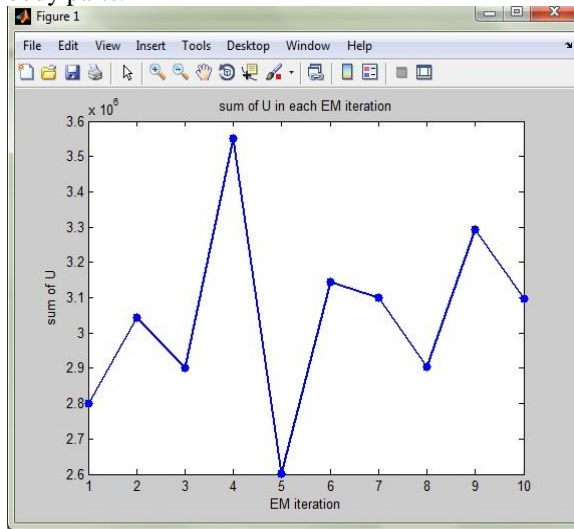 body parts.
Figure 1
File Edit View Insert Tools Desktop Window Help
x 10^6
sum of U in each EM iteration
3.6
3.5
3.4
3.3
3.2
3.1
3
2.9
2.8
2.7
2.6
sum of U
1 2 3 4 5 6 7 8 9 10
EM iteration